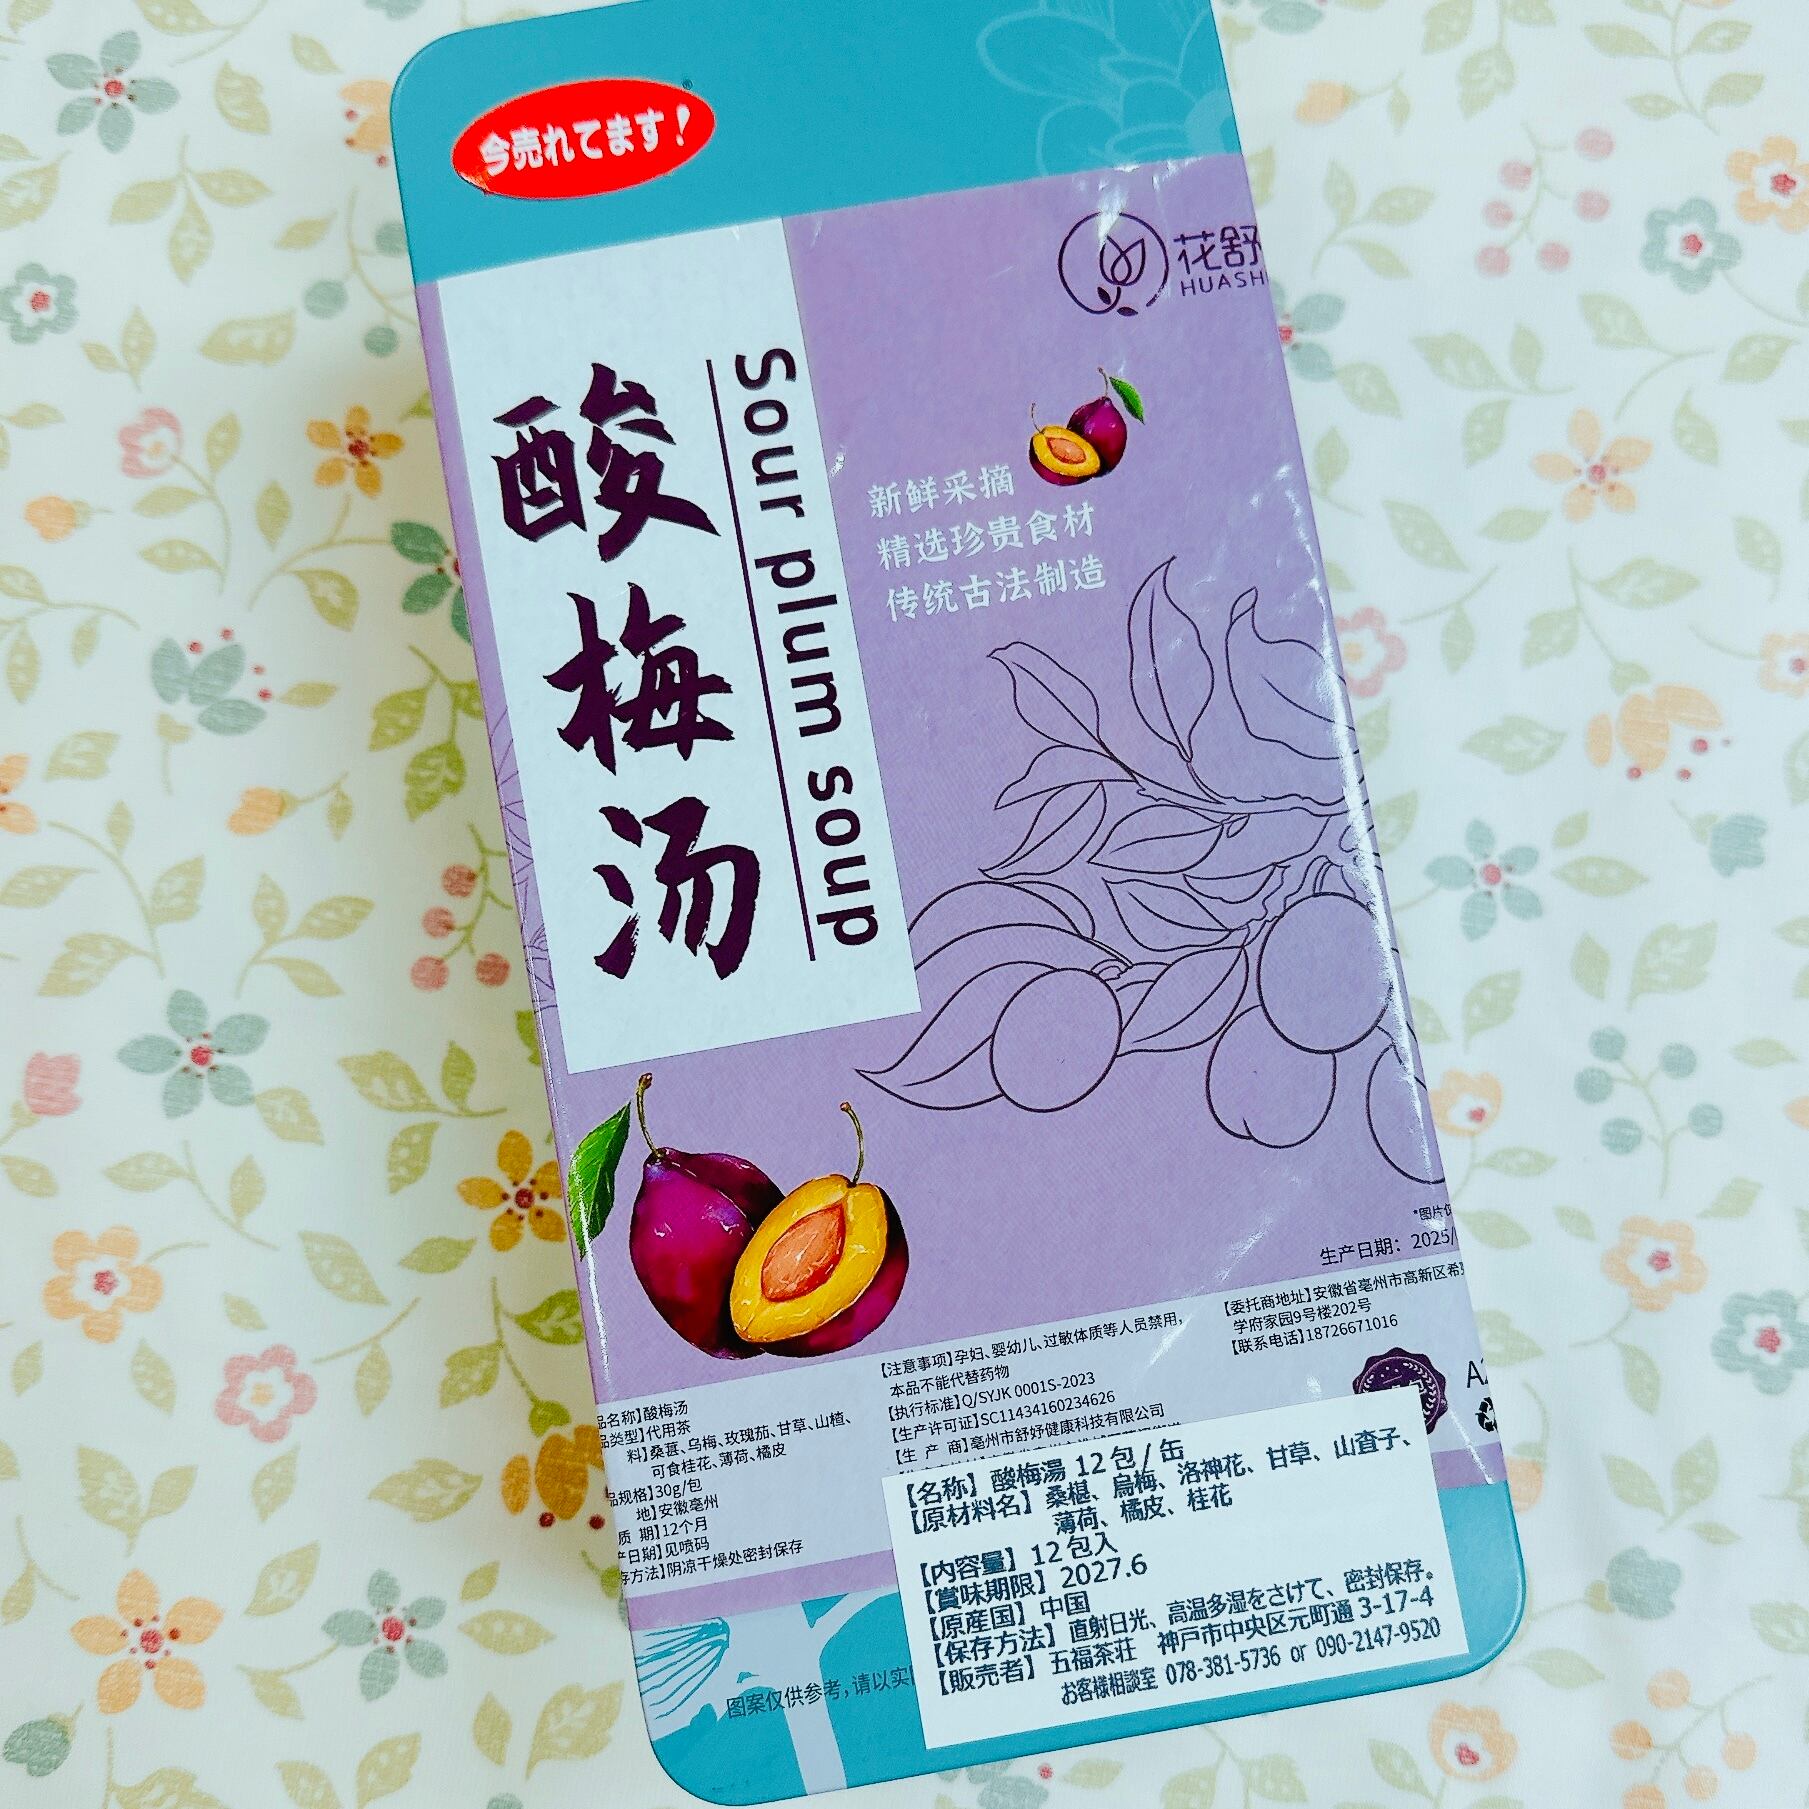 今売れてます!
花舒
HUASH
酸梅汤
Sour plum soup
新鲜采摘
精选珍贵食材
传统古法制造
*图片仅
生产日期：2025/
【委托商地址】安徽省亳州市高新区希
学府家园9号楼202号
【联系电话】18726671016
【注意事项】孕妇、婴幼儿、过敏体质等人员禁用，
本品不能代替药物
【执行标准】Q/SYJK 0001S-2023
【生产许可证】SC11434160234626
【生 产 商】亳州市舒妤健康科技有限公司
品名称】酸梅汤
品类型】代用茶
料】桑葚、乌梅、玫瑰茄、甘草、山楂、
可食桂花、薄荷、橘皮
品规格】30g/包
地】安徽亳州
质 期】12个月
产日期】见喷码
存方法】阴凉干燥处密封保存
【名称】酸梅湯 12包/缶
【原材料名】桑椹、烏梅、洛神花、甘草、山査子、
薄荷、橘皮、桂花
【内容量】12包入
【賞味期限】2027.6
【原産国】中国
【保存方法】直射日光、高温多湿をさけて、密封保存。
【販売者】五福茶荘 神戸市中央区元町通 3-17-4
お客様相談室 078-381-5736 or 090-2147-9520
图案仅供参考，请以实